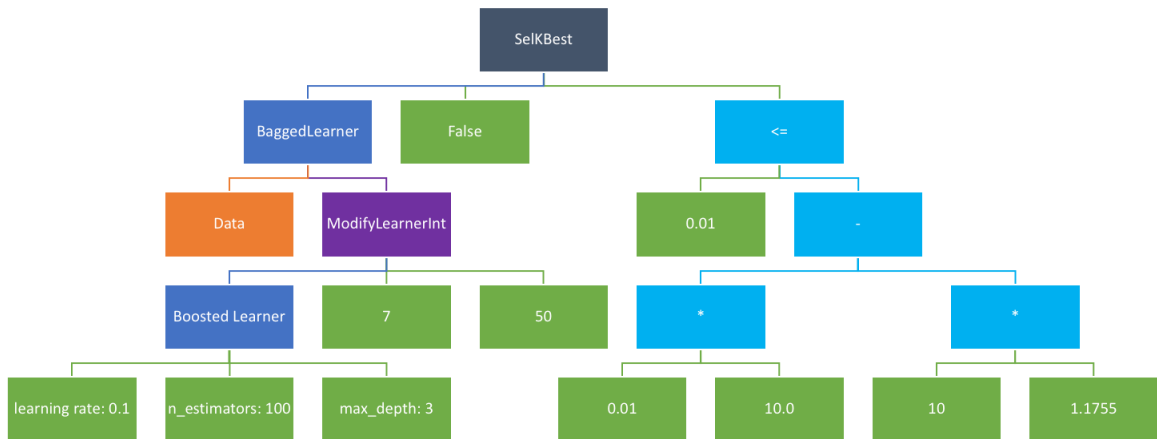 SelKBest
BaggedLearner
False
<=
Data
ModifyLearnerInt
0.01
-
Boosted Learner
7
50
*
*
learning rate: 0.1
n_estimators: 100
max_depth: 3
0.01
10.0
10
1.1755